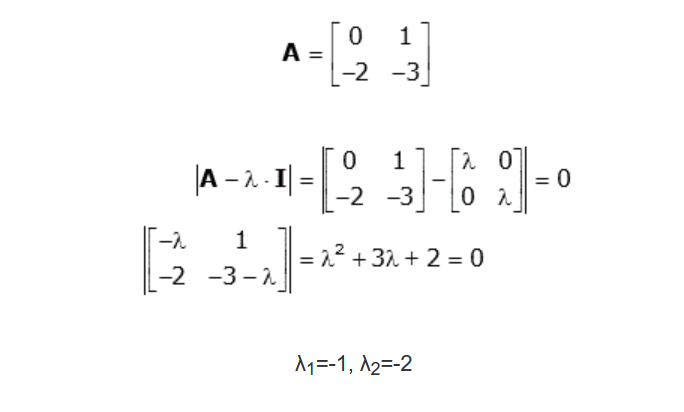 A = [0 1
−2 −3]
|A − λ · I| = |[0 1
−2 −3] − [λ 0
0 λ]| = 0
|[−λ 1
−2 −3 − λ]| = λ² + 3λ + 2 = 0
λ₁=-1, λ₂=-2